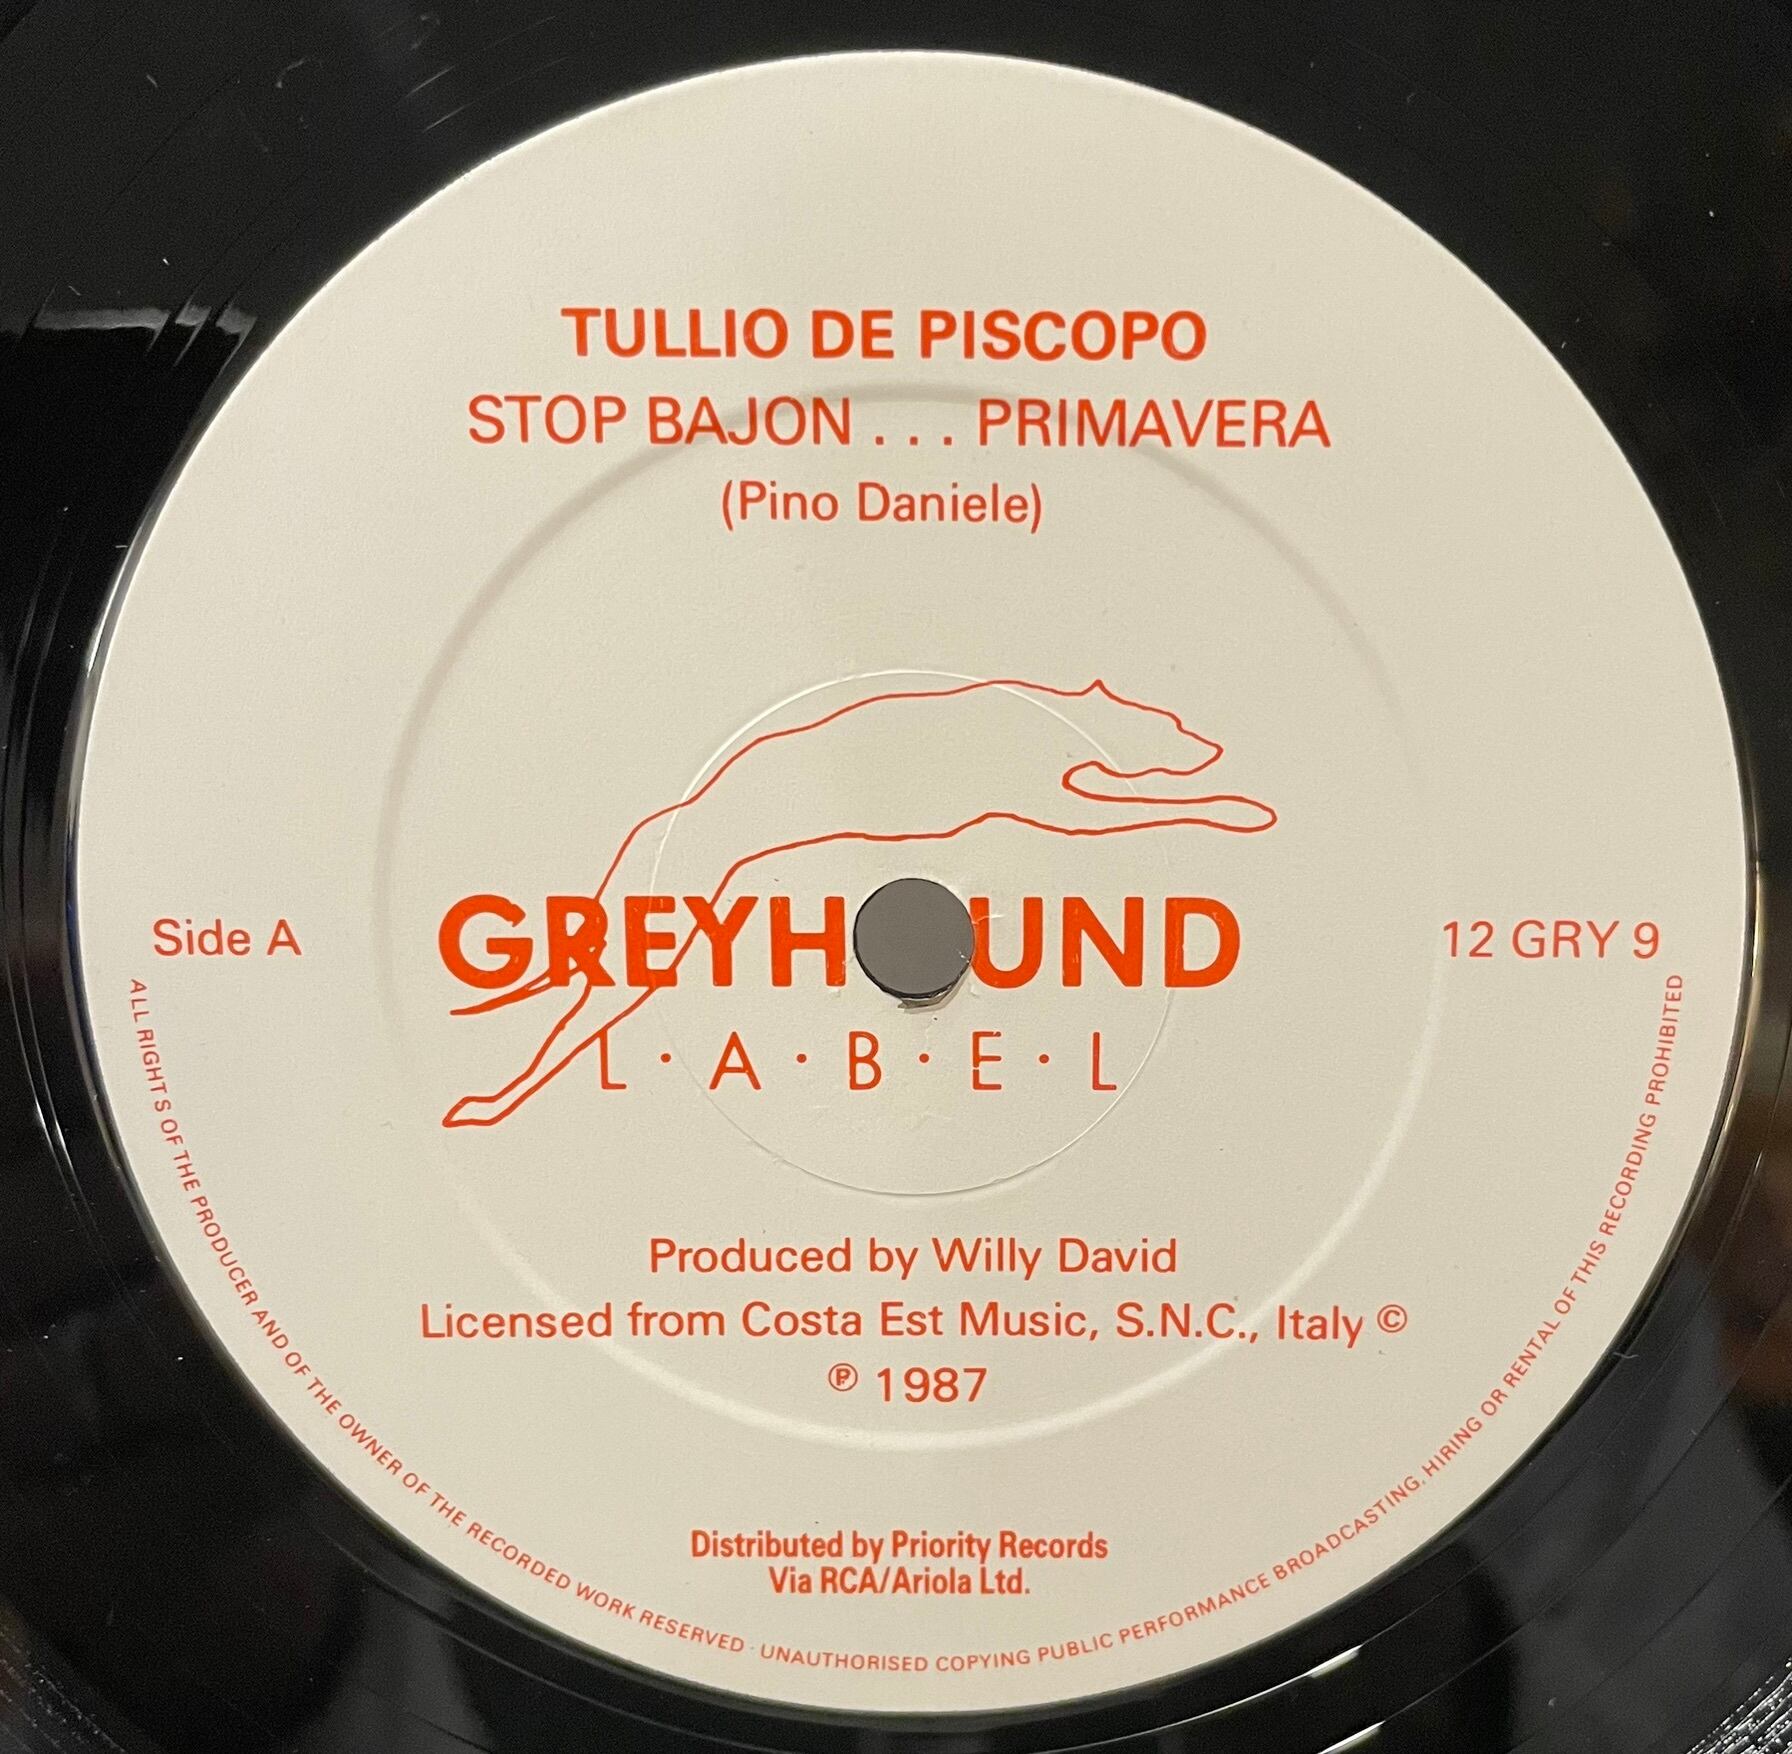 TULLIO DE PISCOPO
STOP BAJON . . . PRIMAVERA
(Pino Daniele)
GREYHOUND
L·A·B·E·L
Side A
12 GRY 9
Produced by Willy David
Licensed from Costa Est Music, S.N.C., Italy ©
℗ 1987
Distributed by Priority Records
Via RCA/Ariola Ltd.
ALL RIGHTS OF THE PRODUCER AND OF THE OWNER OF THE RECORDED WORK RESERVED · UNAUTHORISED COPYING PUBLIC PERFORMANCE BROADCASTING, HIRING OR RENTAL OF THIS RECORDING PROHIBITED